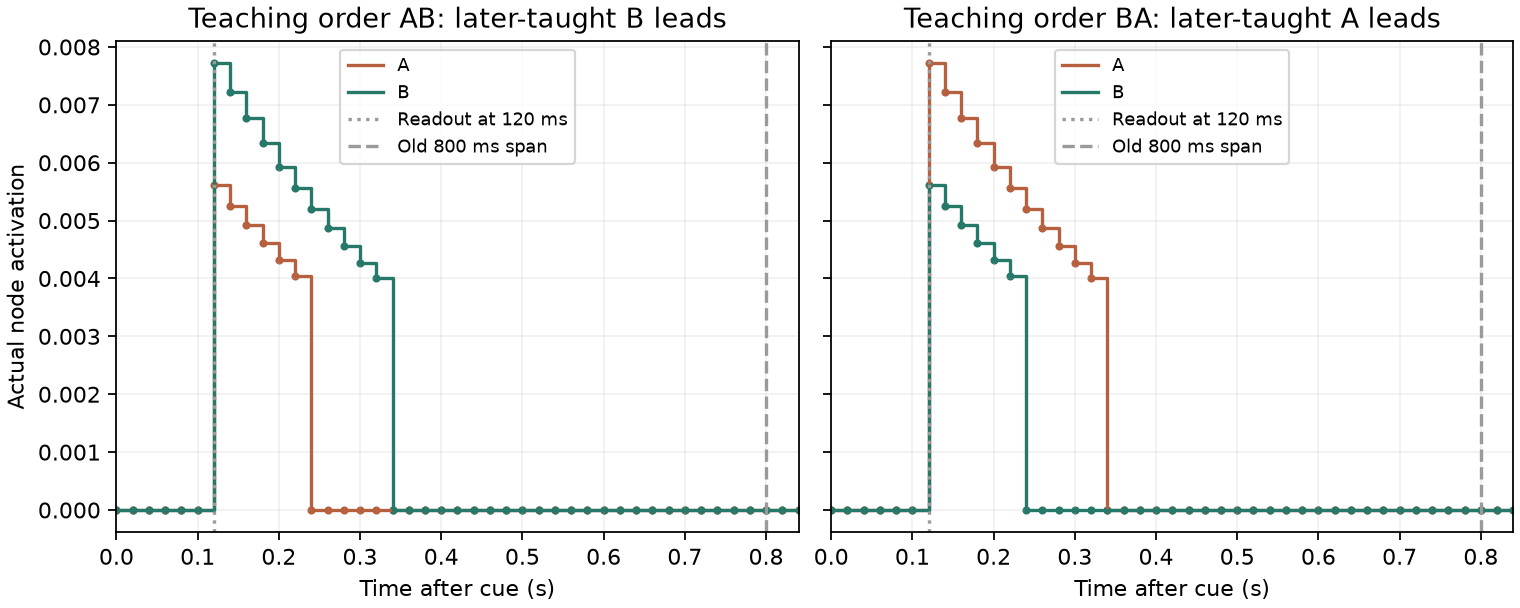 Teaching order AB: later-taught B leads
Teaching order BA: later-taught A leads
0.008
0.007
0.006
0.005
0.004
0.003
0.002
0.001
0.000
Actual node activation
A
B
Readout at 120 ms
Old 800 ms span
A
B
Readout at 120 ms
Old 800 ms span
0.0 0.1 0.2 0.3 0.4 0.5 0.6 0.7 0.8
0.0 0.1 0.2 0.3 0.4 0.5 0.6 0.7 0.8
Time after cue (s)
Time after cue (s)